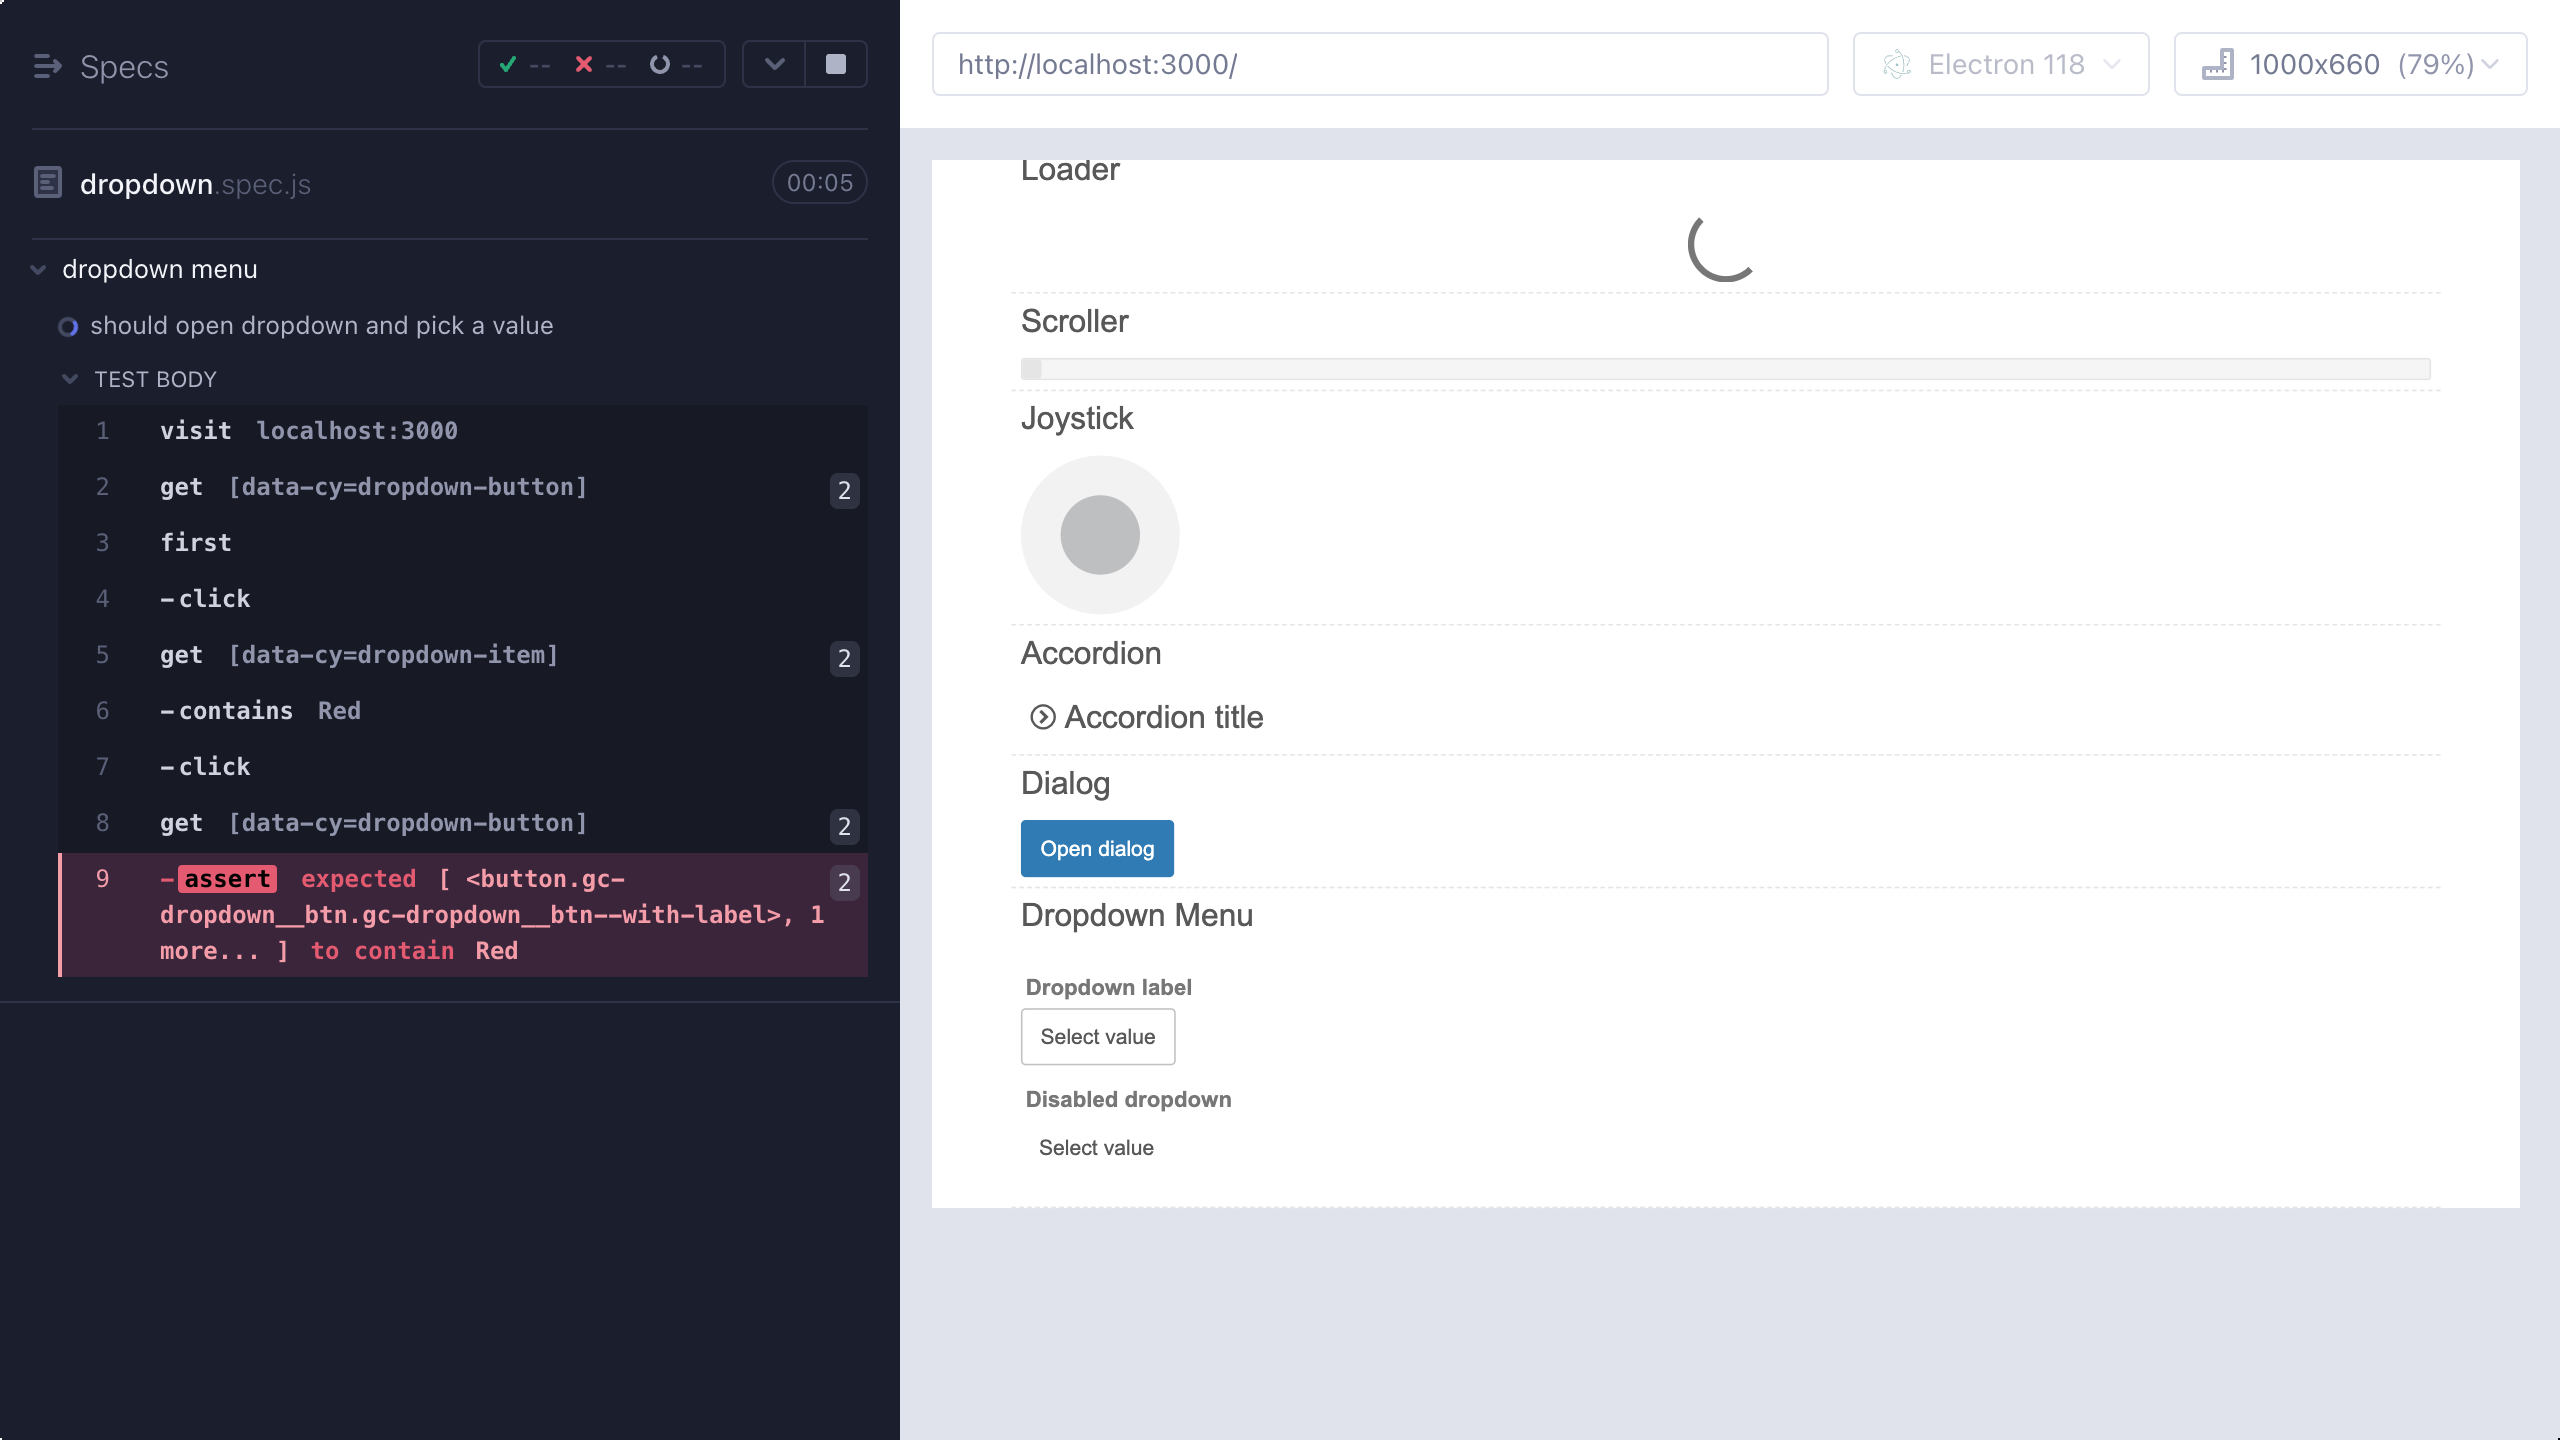 Specs
-- -- --
dropdown.spec.js
00:05
dropdown menu
should open dropdown and pick a value
TEST BODY
1 visit localhost:3000
2 get [data-cy=dropdown-button] 2
3 first
4 -click
5 get [data-cy=dropdown-item] 2
6 -contains Red
7 -click
8 get [data-cy=dropdown-button] 2
9 -assert expected [ <button.gc- 2
dropdown__btn.gc-dropdown__btn--with-label>, 1
more... ] to contain Red
http://localhost:3000/
Electron 118
1000x660 (79%)
Loader
Scroller
Joystick
Accordion
Accordion title
Dialog
Open dialog
Dropdown Menu
Dropdown label
Select value
Disabled dropdown
Select value